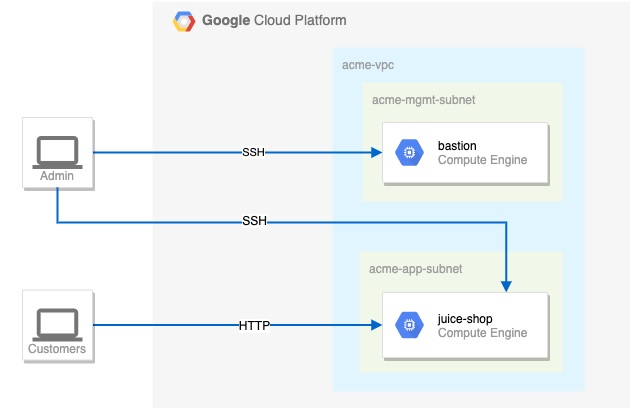 Google Cloud Platform
acme-vpc
acme-mgmt-subnet
bastion
Compute Engine
SSH
Admin
SSH
acme-app-subnet
juice-shop
Compute Engine
HTTP
Customers